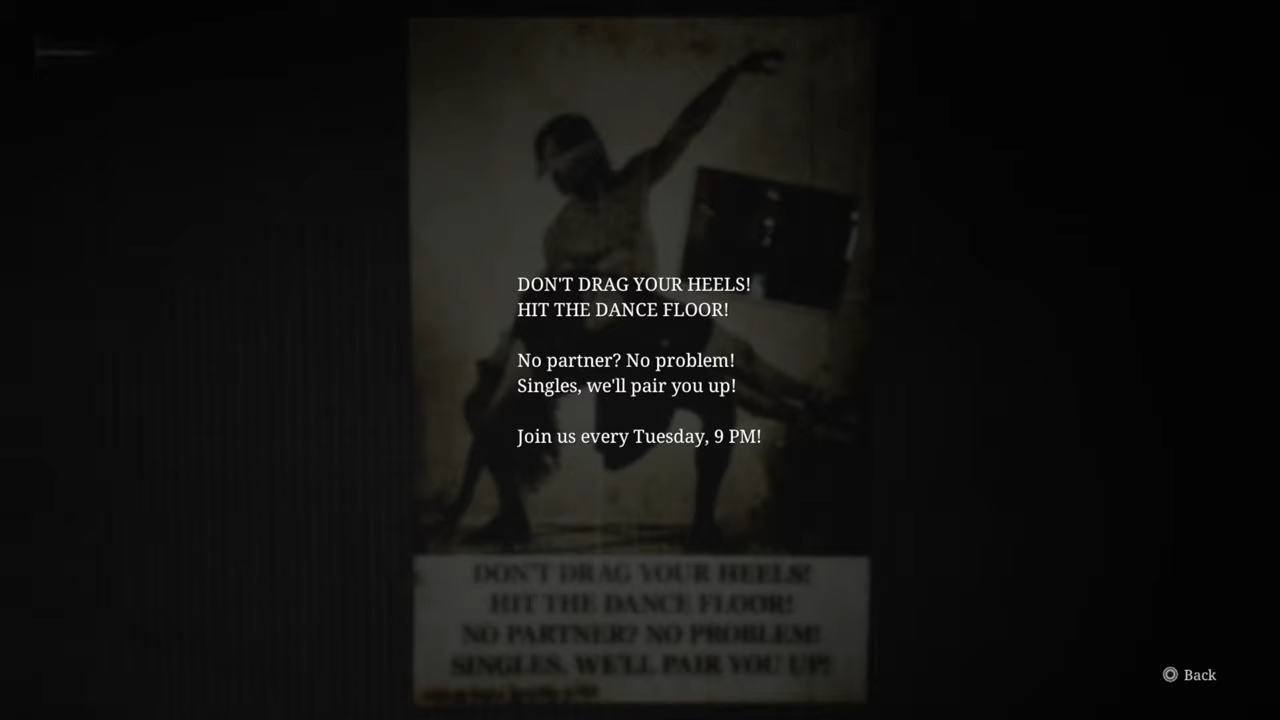 DON'T DRAG YOUR HEELS!
HIT THE DANCE FLOOR!
No partner? No problem!
Singles, we'll pair you up!
Join us every Tuesday, 9 PM!
DON'T DRAG YOUR HEELS!
HIT THE DANCE FLOOR!
NO PARTNER? NO PROBLEM!
SINGLES, WE'LL PAIR YOU UP!
Back